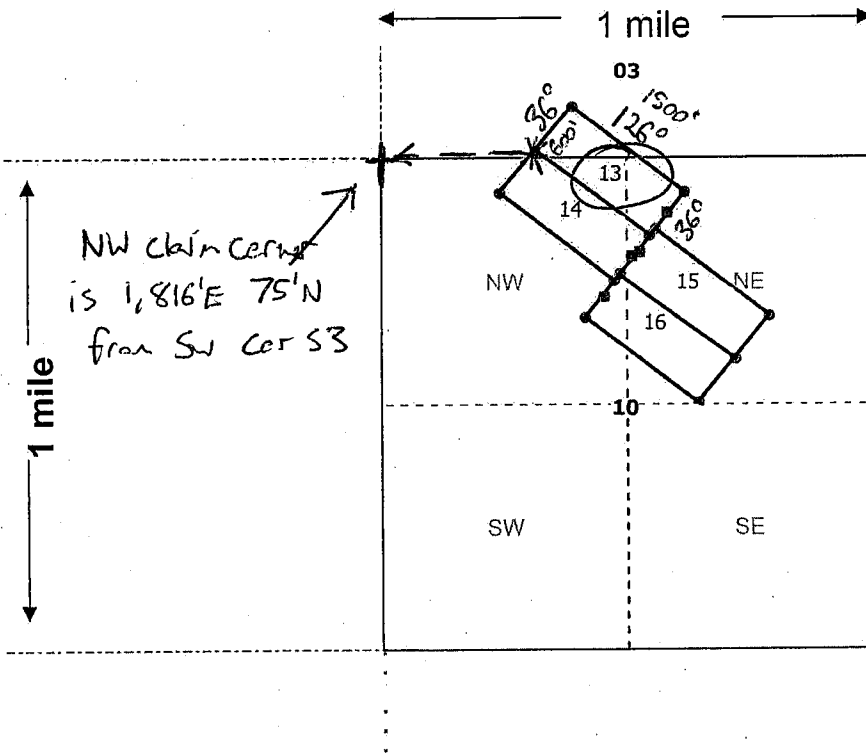 1 mile
03
36°
1500'
126°
600'
13
14
36°
NW Claim Corner
is 1,816'E 75'N
from SW Cor S3
NW
15
NE
16
1 mile
10
SW
SE